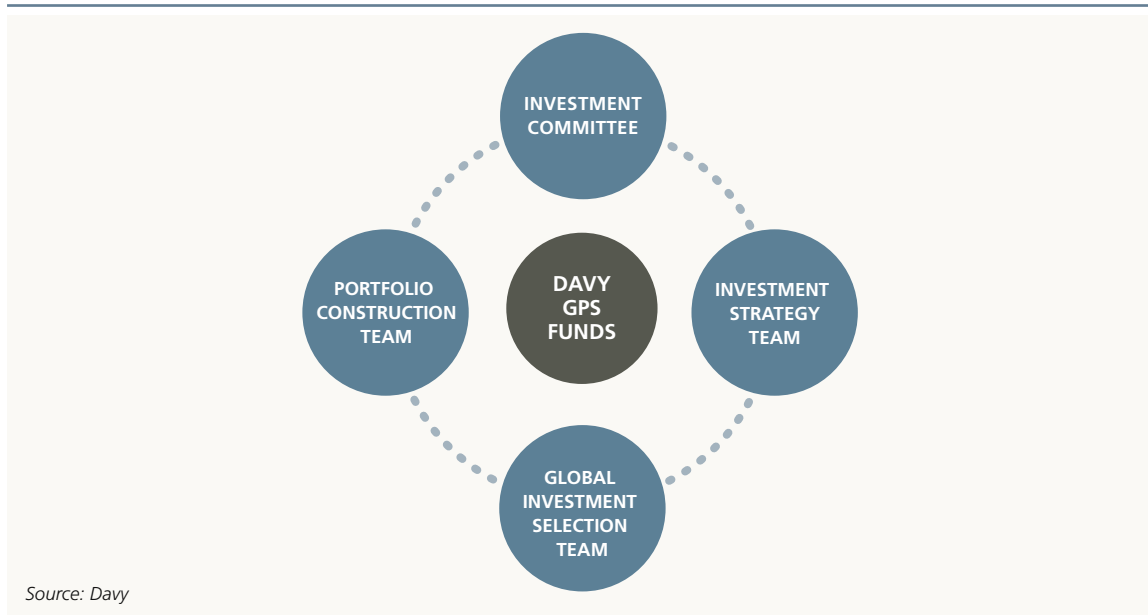 INVESTMENT
COMMITTEE
PORTFOLIO
CONSTRUCTION
TEAM
DAVY
GPS
FUNDS
INVESTMENT
STRATEGY
TEAM
GLOBAL
INVESTMENT
SELECTION
TEAM
Source: Davy